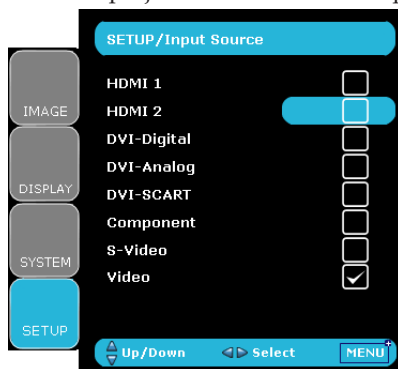 SETUP/Input Source
HDMI 1
IMAGE HDMI 2
DVI-Digital
DVI-Analog
DISPLAY DVI-SCART
Component
S-Video
SYSTEM
Video
SETUP
Up/Down Select MENU